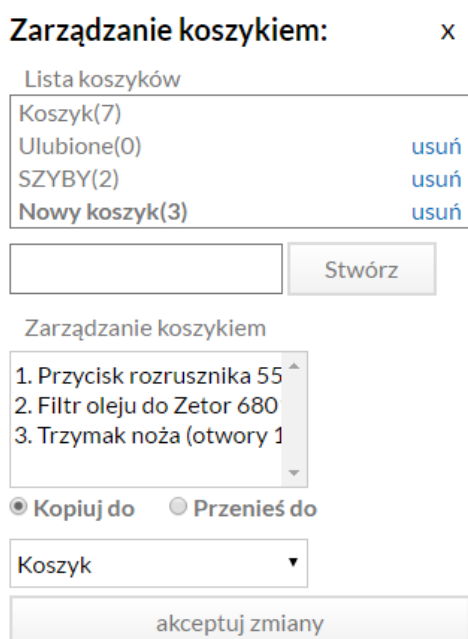 Zarządzanie koszykiem: x
Lista koszyków
Koszyk(7)
Ulubione(0) usuń
SZYBY(2) usuń
Nowy koszyk(3) usuń
Stwórz
Zarządzanie koszykiem
1. Przycisk rozrusznika 55
2. Filtr oleju do Zetor 680
3. Trzymak noża (otwory 1
Kopiuj do Przenieś do
Koszyk
akceptuj zmiany